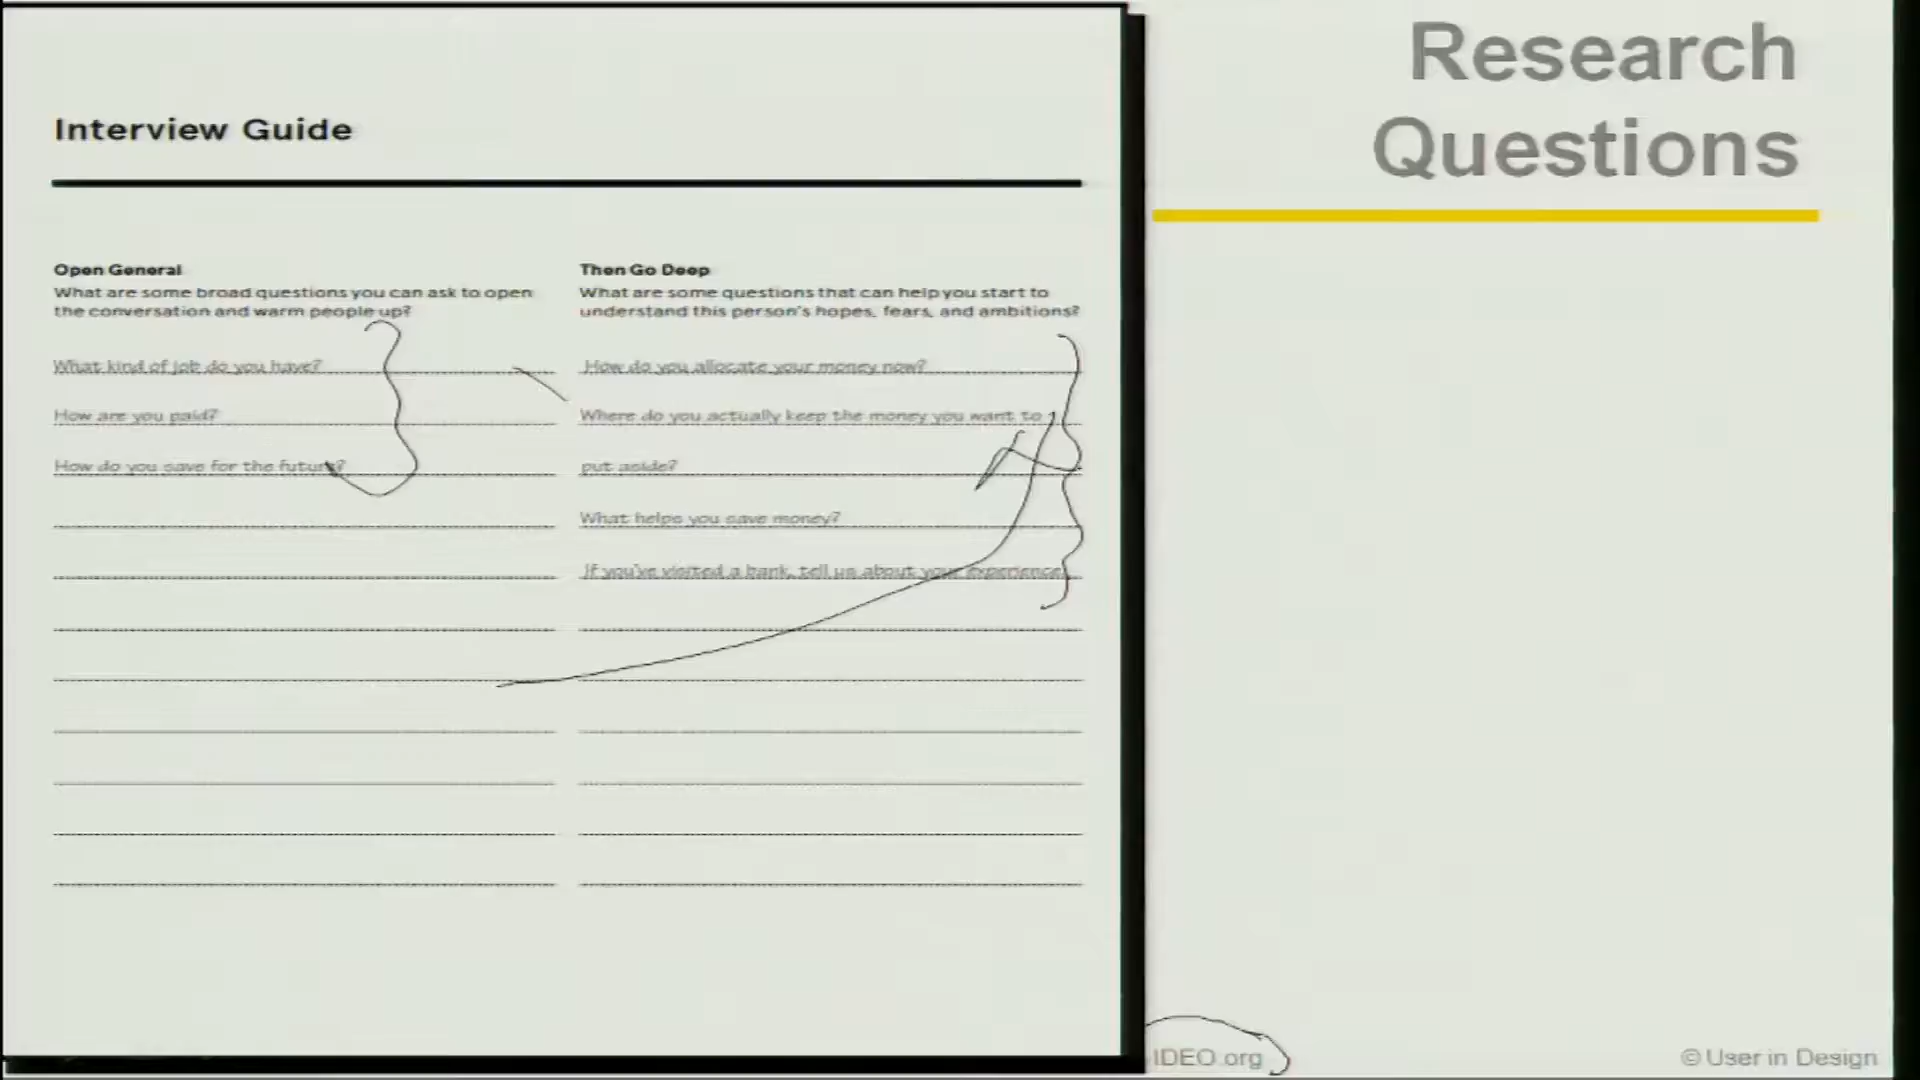 Research
Questions
Interview Guide
Open General
What are some broad questions you can ask to open
the conversation and warm people up?
What kind of job do you have?
How are you paid?
How do you save for the future?
Then Go Deep
What are some questions that can help you start to
understand this person's hopes, fears, and ambitions?
How do you allocate your money now?
Where do you actually keep the money you want to
put aside?
What helps you save money?
If you've visited a bank, tell us about your experience.
IDEO.org
© User in Design